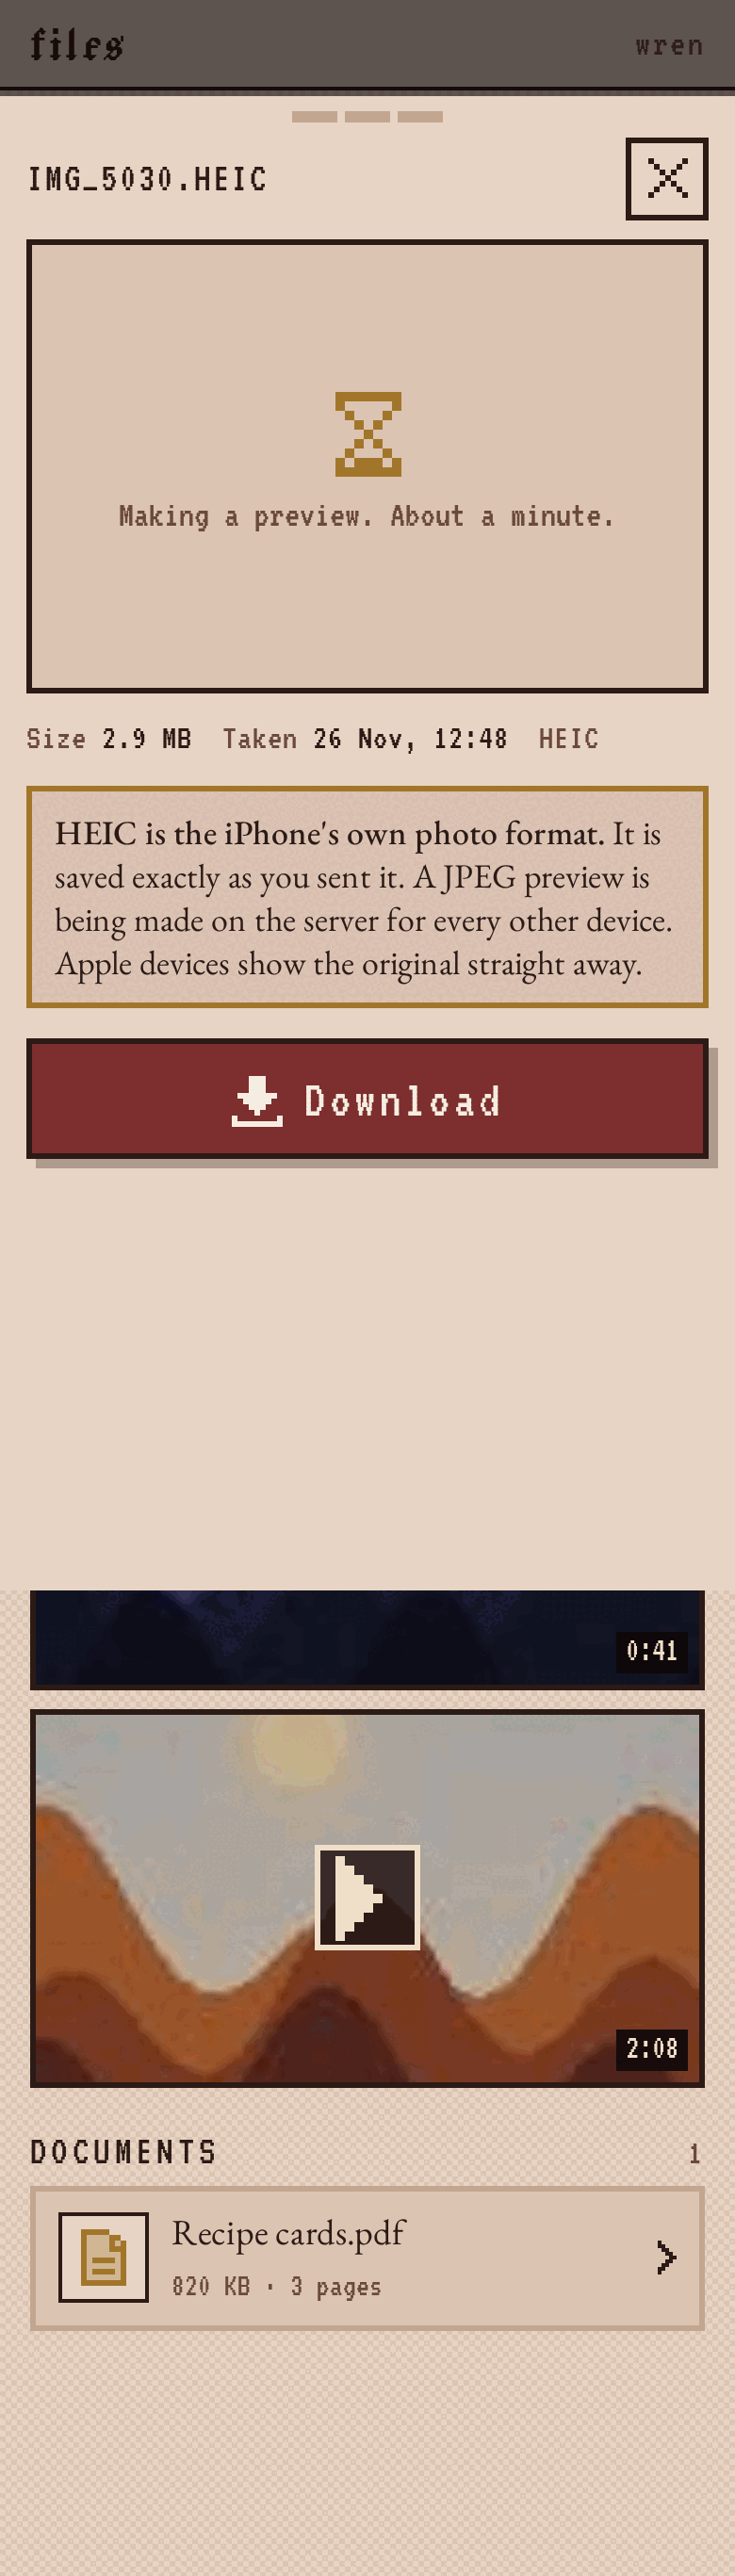 files
wren
IMG_5030.HEIC
Making a preview. About a minute.
Size 2.9 MB Taken 26 Nov, 12:48 HEIC
HEIC is the iPhone's own photo format. It is
saved exactly as you sent it. A JPEG preview is
being made on the server for every other device.
Apple devices show the original straight away.
Download
0:41
2:08
DOCUMENTS
1
Recipe cards.pdf
820 KB · 3 pages